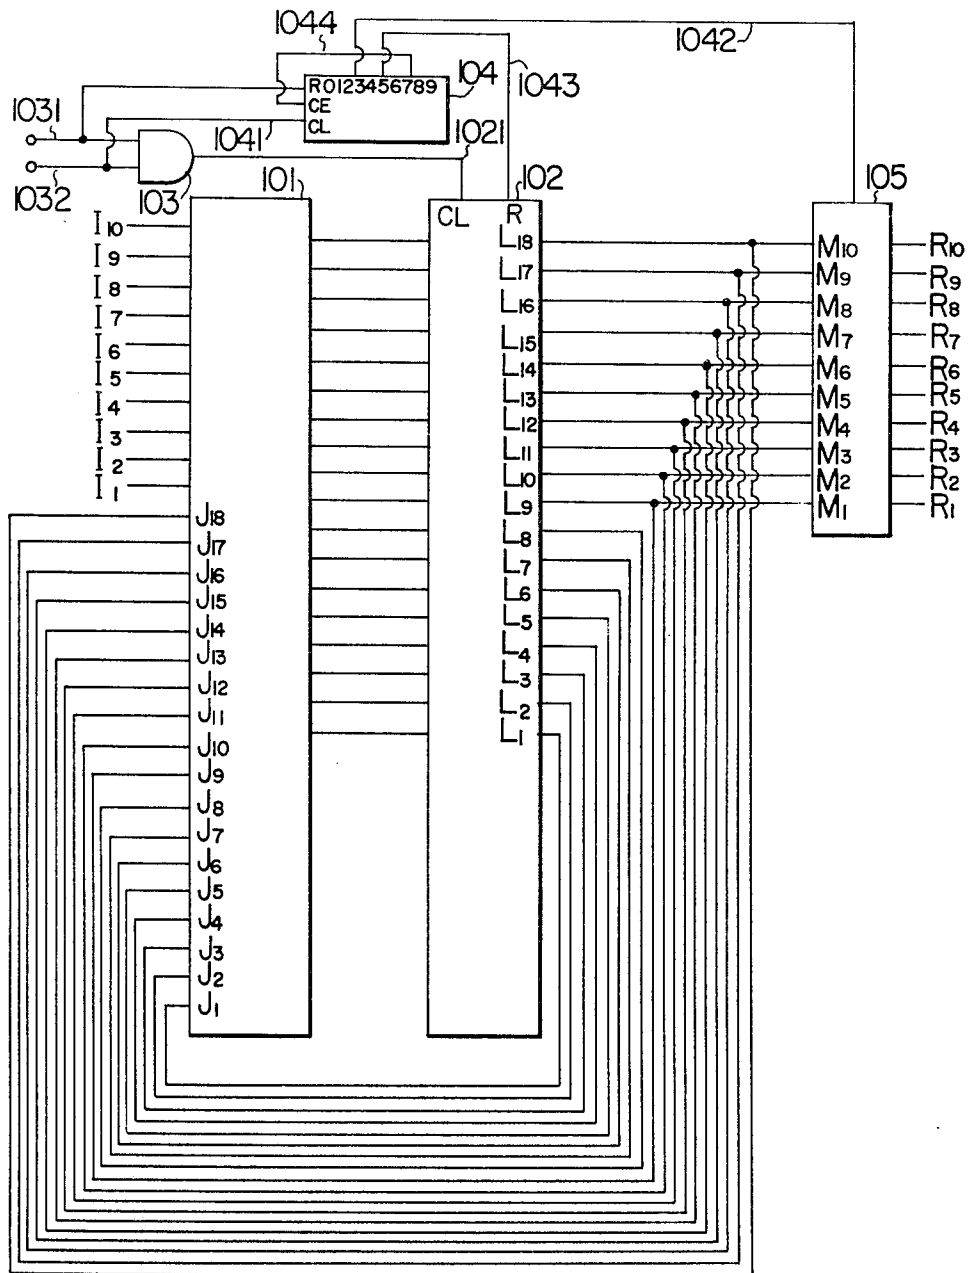 1044
1042
RO123456789
104
CE
1043
CL
1031
1041
1021
1032
103
101
102
105
CL R
I10
I9
I8
I7
I6
I5
I4
I3
I2
I1
J18
J17
J16
J15
J14
J13
J12
J11
J10
J9
J8
J7
J6
J5
J4
J3
J2
J1
L18
L17
L16
L15
L14
L13
L12
L11
L10
L9
L8
L7
L6
L5
L4
L3
L2
L1
M10 R10
M9 R9
M8 R8
M7 R7
M6 R6
M5 R5
M4 R4
M3 R3
M2 R2
M1 R1